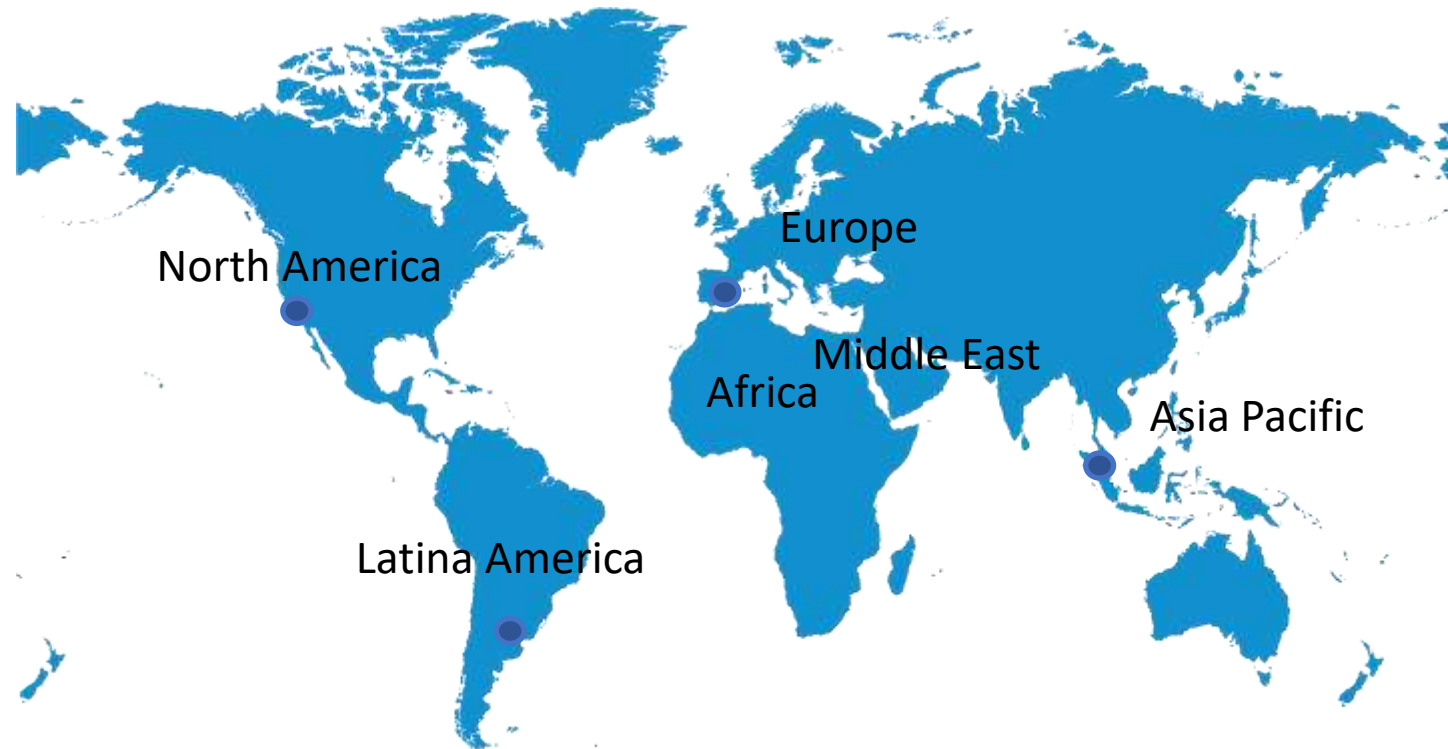 Europe
North America
Middle East
Africa
Asia Pacific
Latina America